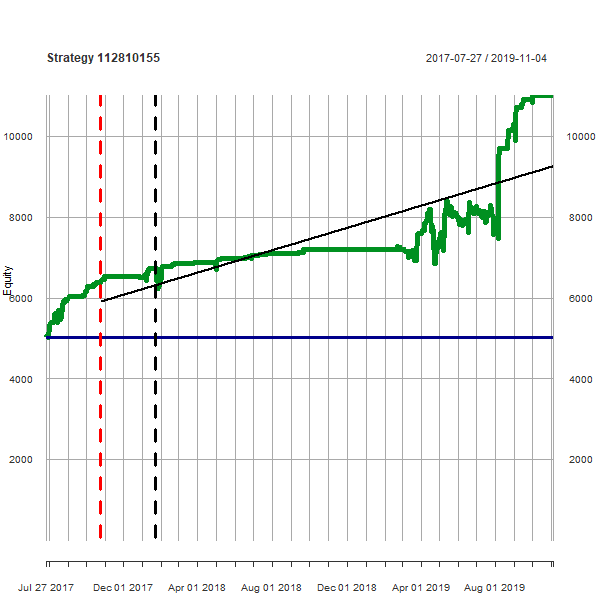 Strategy 112810155
2017-07-27 / 2019-11-04
10000
10000
8000
8000
Equity
6000
6000
4000
4000
2000
2000
Jul 27 2017
Dec 01 2017
Apr 01 2018
Aug 01 2018
Dec 01 2018
Apr 01 2019
Aug 01 2019